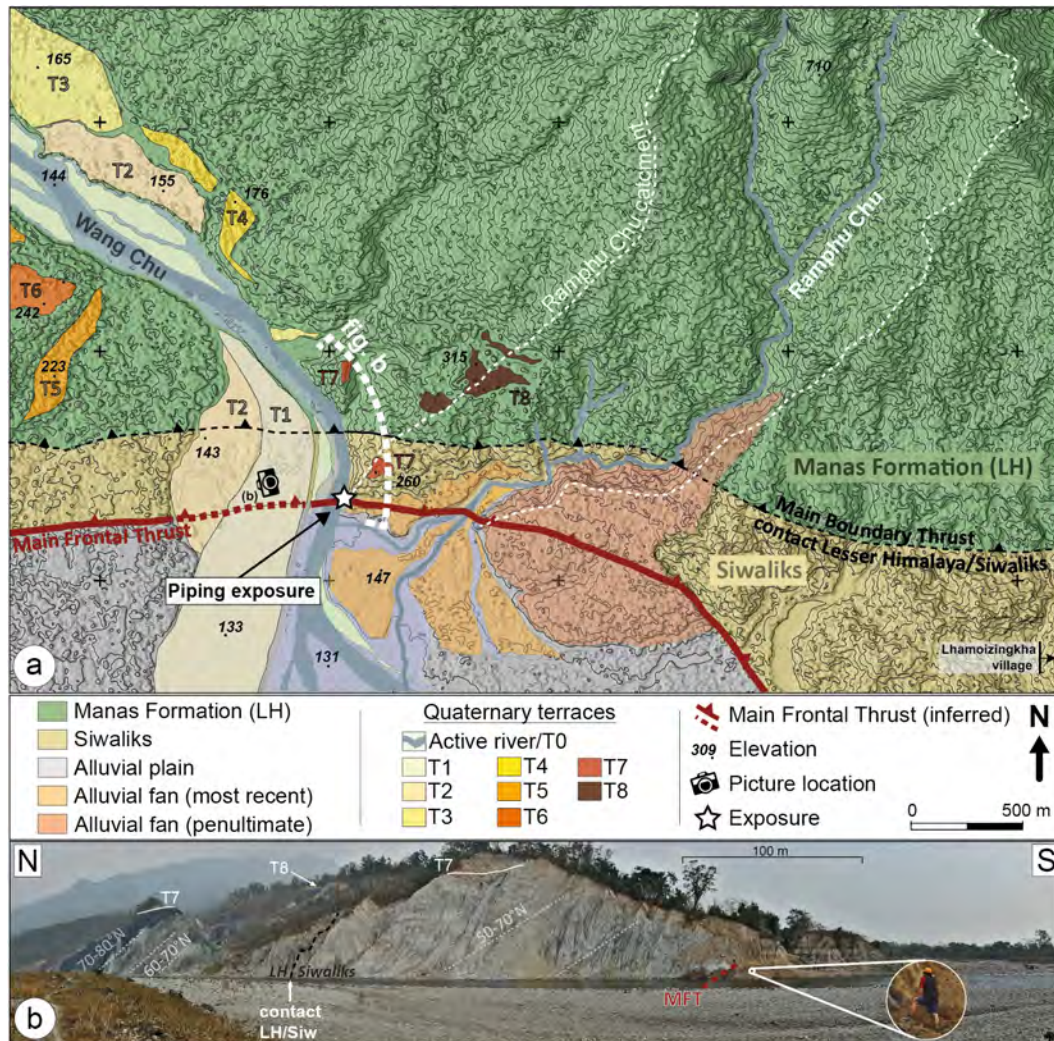 165
T3
710
T2
155
144
176
T4
Wang Chu
Ramphu Chu catchment
Ramphu Chu
T6
242
223
T5
fig. b
T7
315
T8
T2
T1
143
(b)
T7
260
Manas Formation (LH)
Main Boundary Thrust
contact Lesser Himalaya/Siwaliks
Main Frontal Thrust
Siwaliks
Piping exposure
147
133
131
Lhamoizingkha
village
a
Manas Formation (LH)
Siwaliks
Alluvial plain
Alluvial fan (most recent)
Alluvial fan (penultimate)
Quaternary terraces
Active river/T0
T1
T2
T3
T4
T5
T6
T7
T8
Main Frontal Thrust (inferred)
309 Elevation
Picture location
Exposure
N
0 500 m
N
S
T7
T8
T7
100 m
70-80°N
60-70°N
50-70°N
LH Siwaliks
contact
LH/Siw
MFT
b